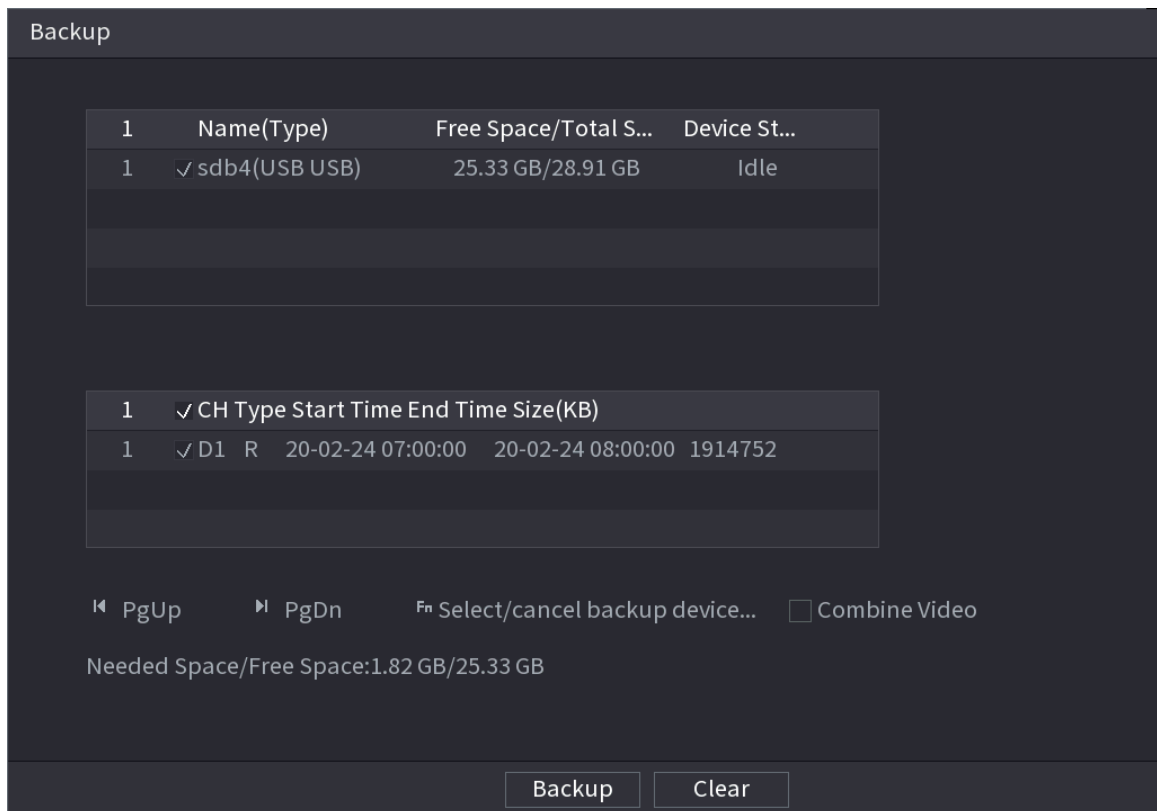 Backup
1 Name(Type) Free Space/Total S... Device St...
1 sdb4(USB USB) 25.33 GB/28.91 GB Idle
1 CH Type Start Time End Time Size(KB)
1 D1 R 20-02-24 07:00:00 20-02-24 08:00:00 1914752
PgUp PgDn Fn Select/cancel backup device... Combine Video
Needed Space/Free Space:1.82 GB/25.33 GB
Backup Clear